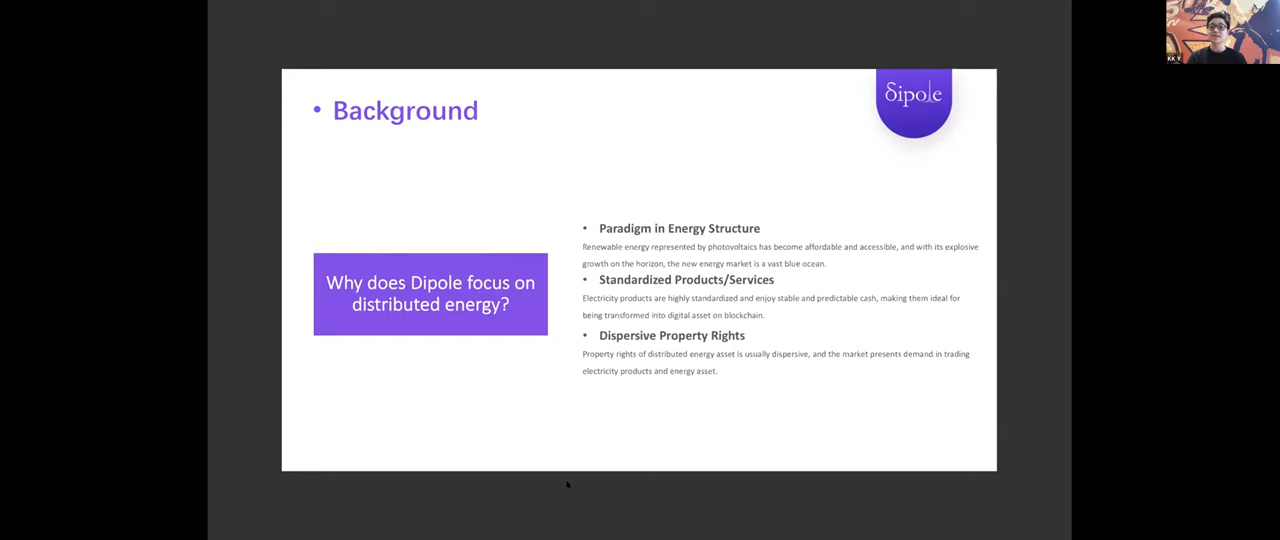 • Background
δipole
Why does Dipole focus on
distributed energy?
• Paradigm in Energy Structure
Renewable energy represented by photovoltaics has become affordable and accessible, and with its explosive
growth on the horizon, the new energy market is a vast blue ocean.
• Standardized Products/Services
Electricity products are highly standardized and enjoy stable and predictable cash, making them ideal for
being transformed into digital asset on blockchain.
• Dispersive Property Rights
Property rights of distributed energy asset is usually dispersive, and the market presents demand in trading
electricity products and energy asset.